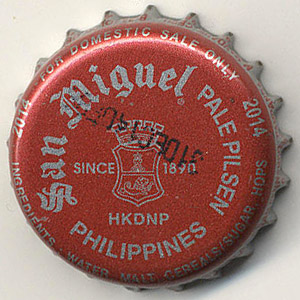 2014 FOR DOMESTIC SALE ONLY 2014
San Miguel
PALE PILSEN
SINCE 1890
HKDNP
PHILIPPINES
INGREDIENTS - WATER, MALT, CEREALS/SUGAR, HOPS